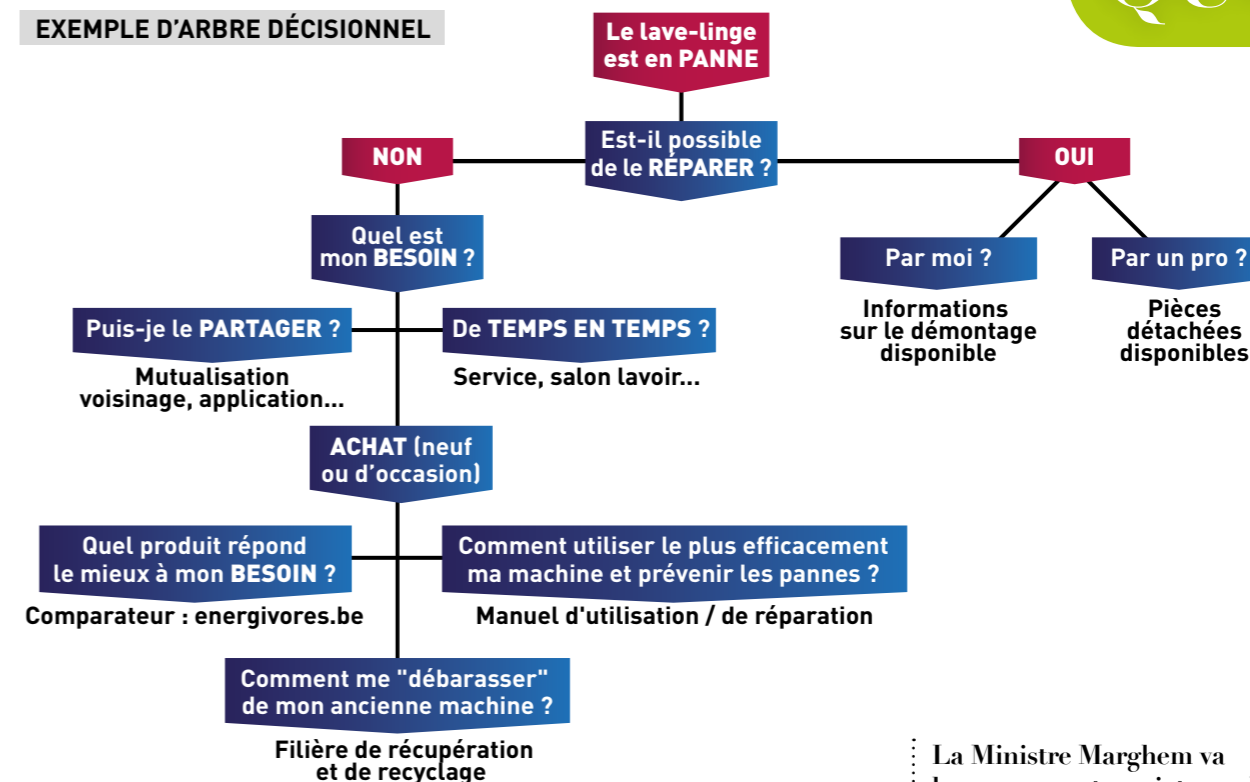 EXEMPLE D'ARBRE DÉCISIONNEL
Le lave-linge
est en PANNE
Est-il possible
de le RÉPARER ?
NON
OUI
Quel est
mon BESOIN ?
Par moi ?
Par un pro ?
Informations
sur le démontage
disponible
Pièces
détachées
disponibles
Puis-je le PARTAGER ?
De TEMPS EN TEMPS ?
Mutualisation
voisinage, application...
Service, salon lavoir...
ACHAT (neuf
ou d'occasion)
Quel produit répond
le mieux à mon BESOIN ?
Comment utiliser le plus efficacement
ma machine et prévenir les pannes ?
Comparateur : energivores.be
Manuel d'utilisation / de réparation
Comment me "débarasser"
de mon ancienne machine ?
Filière de récupération
et de recyclage
La Ministre Marghem va